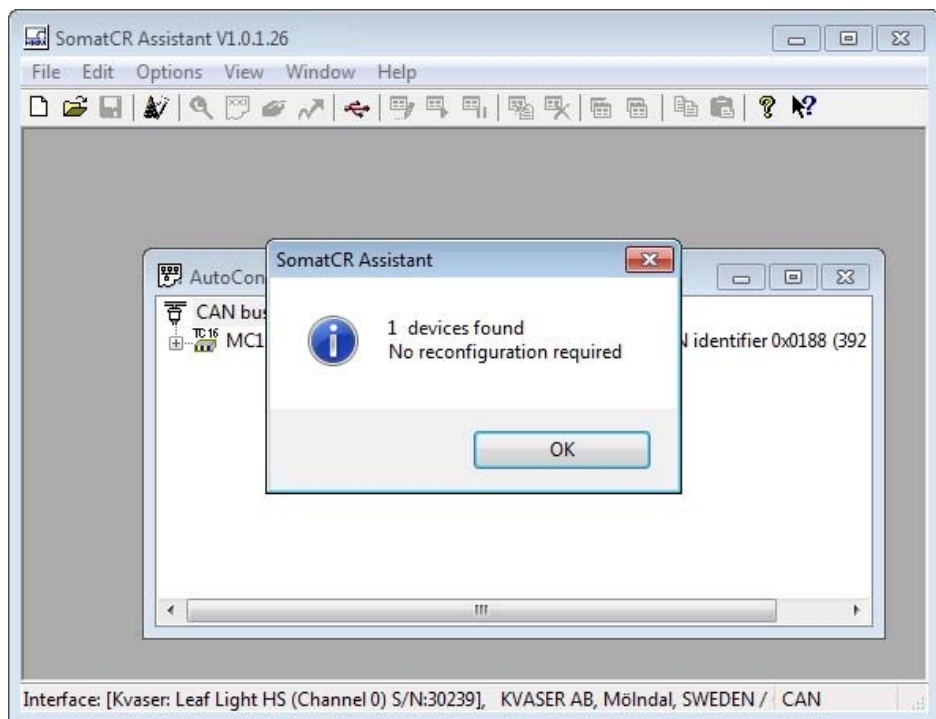 SomatCR Assistant V1.0.1.26
File Edit Options View Window Help
AutoCon
SomatCR Assistant
CAN bus
1 devices found
TC 16
MC1
No reconfiguration required
N identifier 0x0188 (392
OK
Interface: [Kvaser: Leaf Light HS (Channel 0) S/N:30239], KVASER AB, Mölndal, SWEDEN / CAN